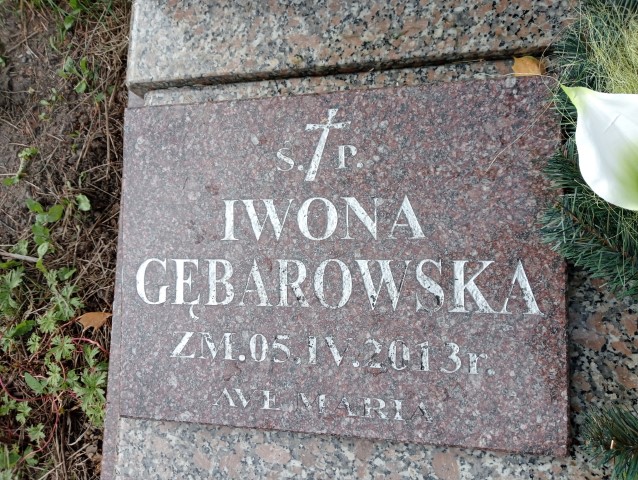 Ś. P.
IWONA
GĘBAROWSKA
ZM.05.IV.2013r.
AVE MARIA